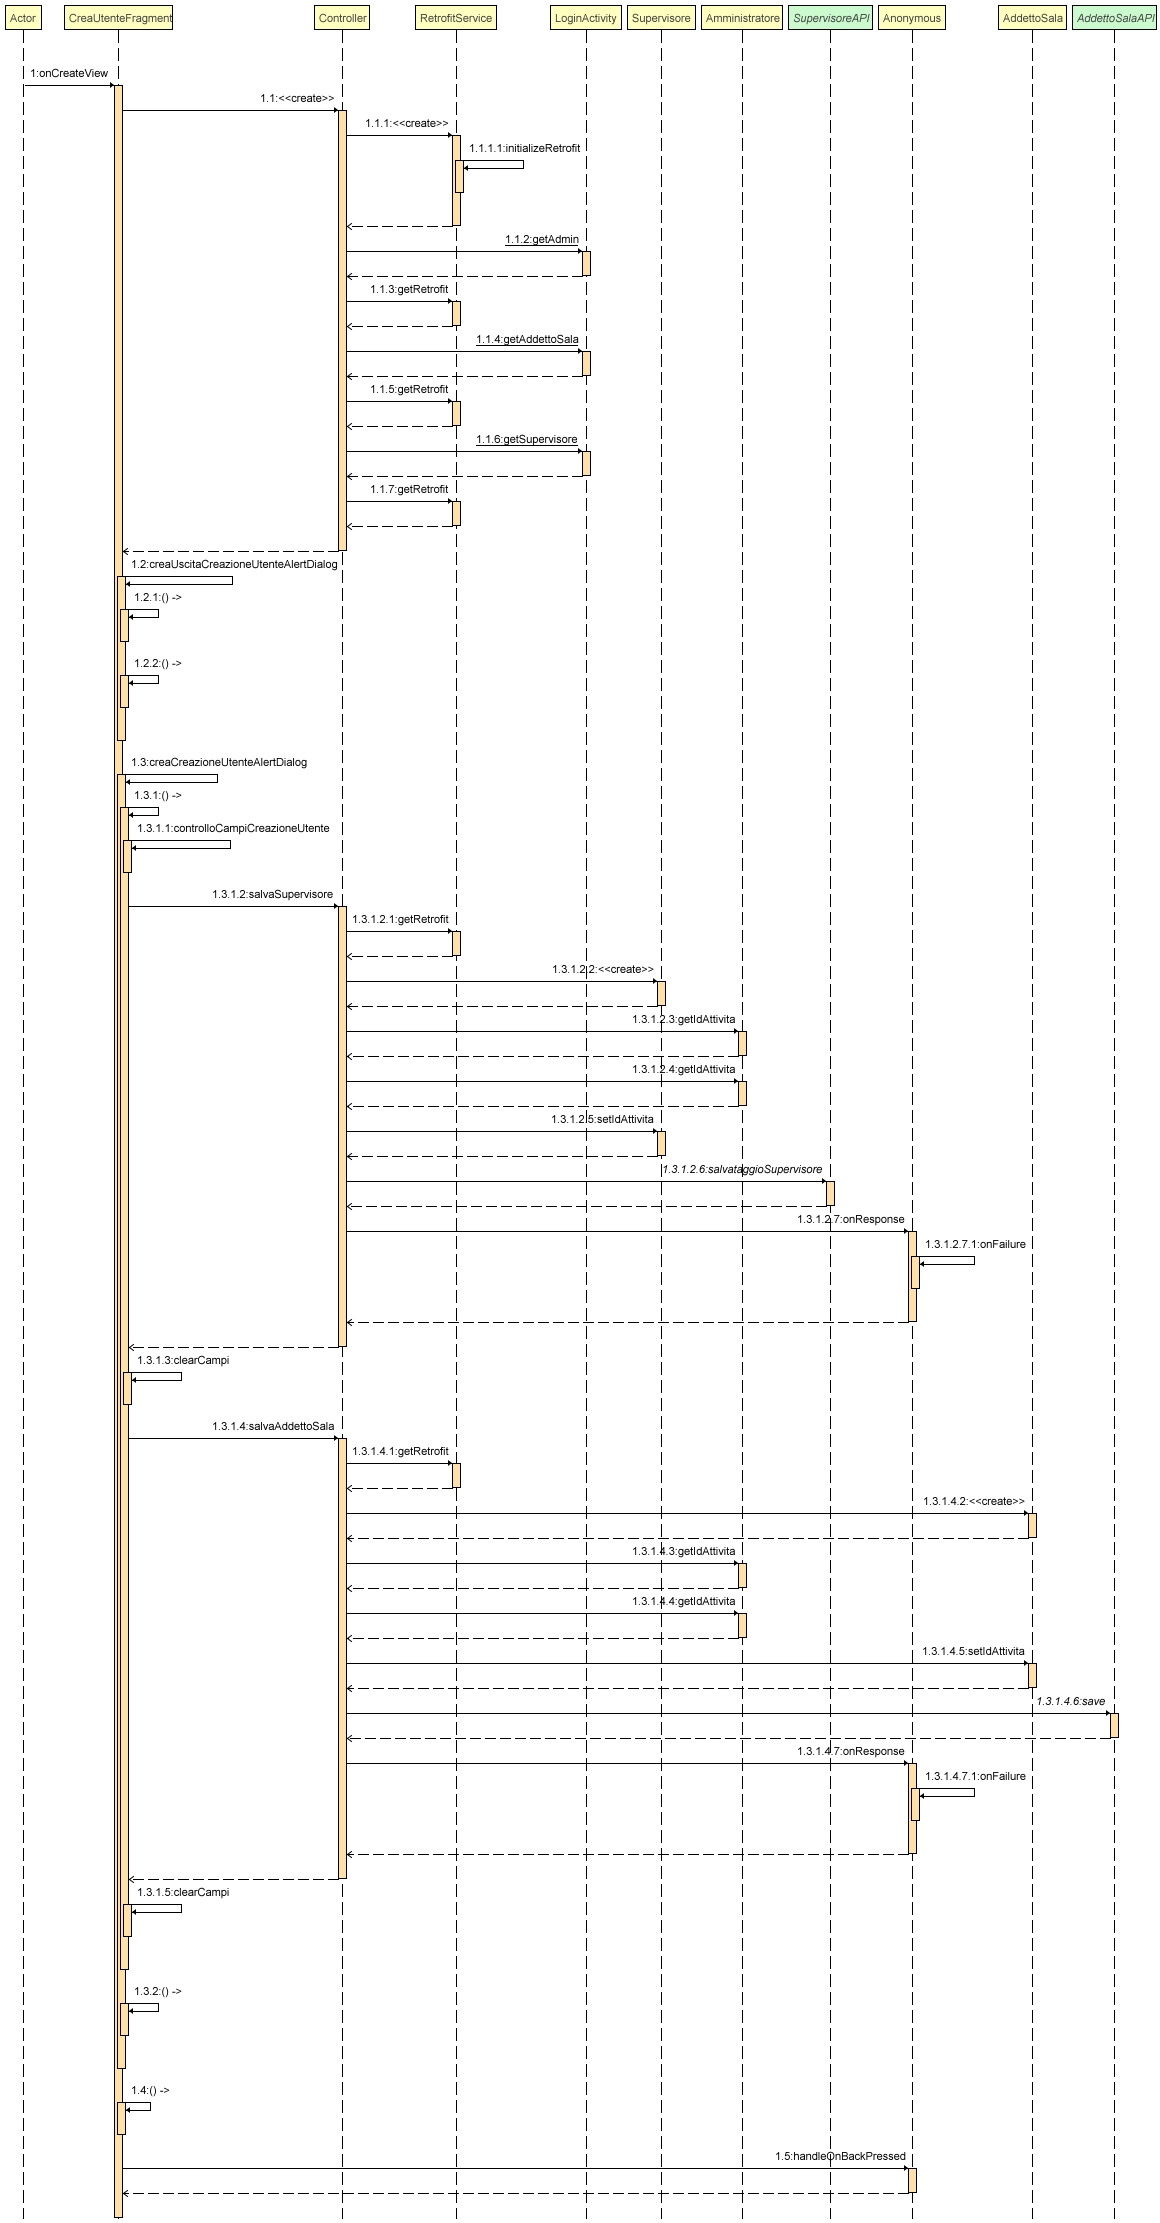 Actor
CreaUtenteFragment
Controller
RetrofitService
LoginActivity
Supervisore
Amministratore
SupervisoreAPI
Anonymous
AddettoSala
AddettoSalaAPI
1:onCreateView
1.1:<<create>>
1.1.1:<<create>>
1.1.1.1:initializeRetrofit
1.1.2:getAdmin
1.1.3:getRetrofit
1.1.4:getAddettoSala
1.1.5:getRetrofit
1.1.6:getSupervisore
1.1.7:getRetrofit
1.2:creaUscitaCreazioneUtenteAlertDialog
1.2.1:() ->
1.2.2:() ->
1.3:creaCreazioneUtenteAlertDialog
1.3.1:() ->
1.3.1.1:controlloCampiCreazioneUtente
1.3.1.2:salvaSupervisore
1.3.1.2.1:getRetrofit
1.3.1.2.2:<<create>>
1.3.1.2.3:getIdAttivita
1.3.1.2.4:getIdAttivita
1.3.1.2.5:setIdAttivita
1.3.1.2.6:salvataggioSupervisore
1.3.1.2.7:onResponse
1.3.1.2.7.1:onFailure
1.3.1.3:clearCampi
1.3.1.4:salvaAddettoSala
1.3.1.4.1:getRetrofit
1.3.1.4.2:<<create>>
1.3.1.4.3:getIdAttivita
1.3.1.4.4:getIdAttivita
1.3.1.4.5:setIdAttivita
1.3.1.4.6:save
1.3.1.4.7:onResponse
1.3.1.4.7.1:onFailure
1.3.1.5:clearCampi
1.3.2:() ->
1.4:() ->
1.5:handleOnBackPressed